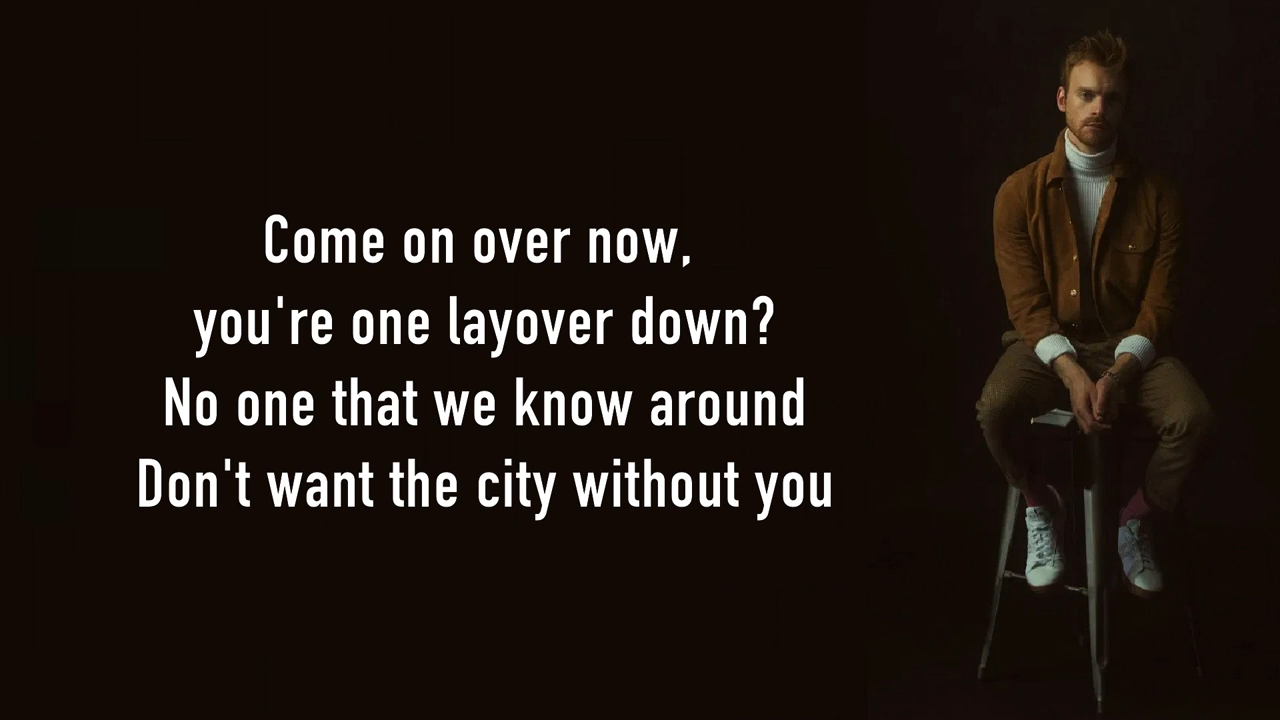 Come on over now,
you're one layover down?
No one that we know around
Don't want the city without you